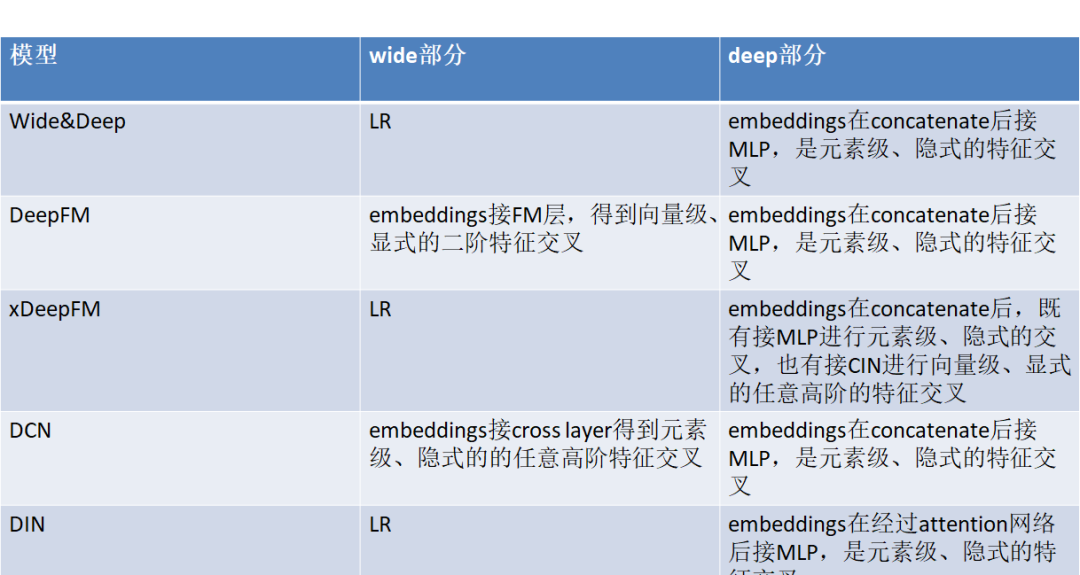 模型
wide部分
deep部分
Wide&Deep
LR
embeddings在concatenate后接
MLP，是元素级、隐式的特征交
叉
DeepFM
embeddings接FM层，得到向量级、
显式的二阶特征交叉
embeddings在concatenate后接
MLP，是元素级、隐式的特征交
叉
xDeepFM
LR
embeddings在concatenate后，既
有接MLP进行元素级、隐式的交
叉，也有接CIN进行向量级、显式
的任意高阶的特征交叉
DCN
embeddings接cross layer得到元素
级、隐式的的任意高阶特征交叉
embeddings在concatenate后接
MLP，是元素级、隐式的特征交
叉
DIN
LR
embeddings在经过attention网络
后接MLP，是元素级、隐式的特